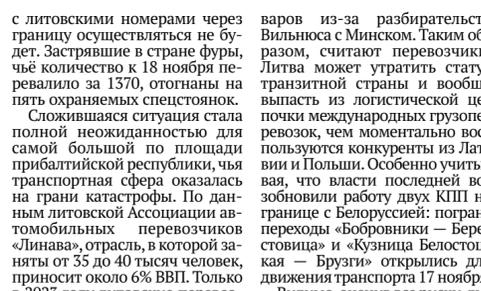 с литовскими номерами через
границу осуществляться не бу-
дет. Застрявшие в стране фуры,
чьё количество к 18 ноября пе-
ревалило за 1370, отогнаны на
пять охраняемых спецстоянок.
Сложившаяся ситуация стала
полной неожиданностью для
самой большой по площади
прибалтийской республики, чья
транспортная сфера оказалась
на грани катастрофы. По дан-
ным литовской Ассоциации ав-
томобильных перевозчиков
«Линава», отрасль, в которой за-
няты от 35 до 40 тысяч человек,
приносит около 6% ВВП. Только
варов из-за разбирательст
Вильнюса с Минском. Таким об
разом, считают перевозчики
Литва может утратить стату
транзитной страны и вообщ
выпасть из логистической це
почки международных грузопе
ревозок, чем моментально вос
пользуются конкуренты из Лат
вии и Польши. Особенно учиты
вая, что власти последней во
зобновили работу двух КПП н
границе с Белоруссией: погран
переходы «Бобровники — Бере
стовица» и «Кузница Белосток
кая — Брузги» открылись дл
движения транспорта 17 ноябр